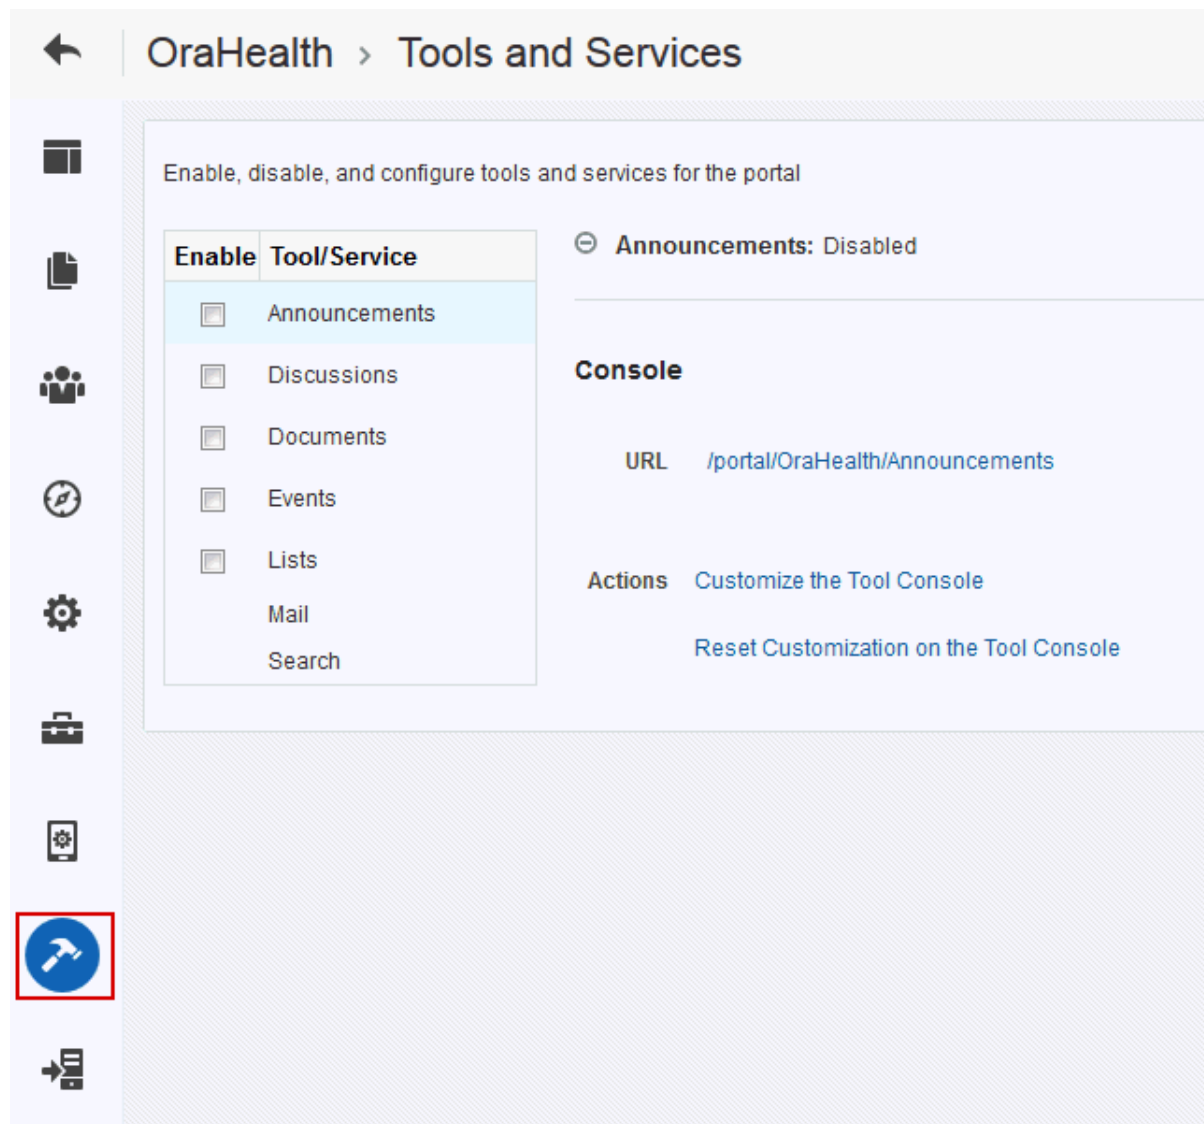 OraHealth › Tools and Services
Enable, disable, and configure tools and services for the portal
Enable Tool/Service
Announcements
Discussions
Documents
Events
Lists
Mail
Search
Announcements: Disabled
Console
URL /portal/OraHealth/Announcements
Actions Customize the Tool Console
Reset Customization on the Tool Console